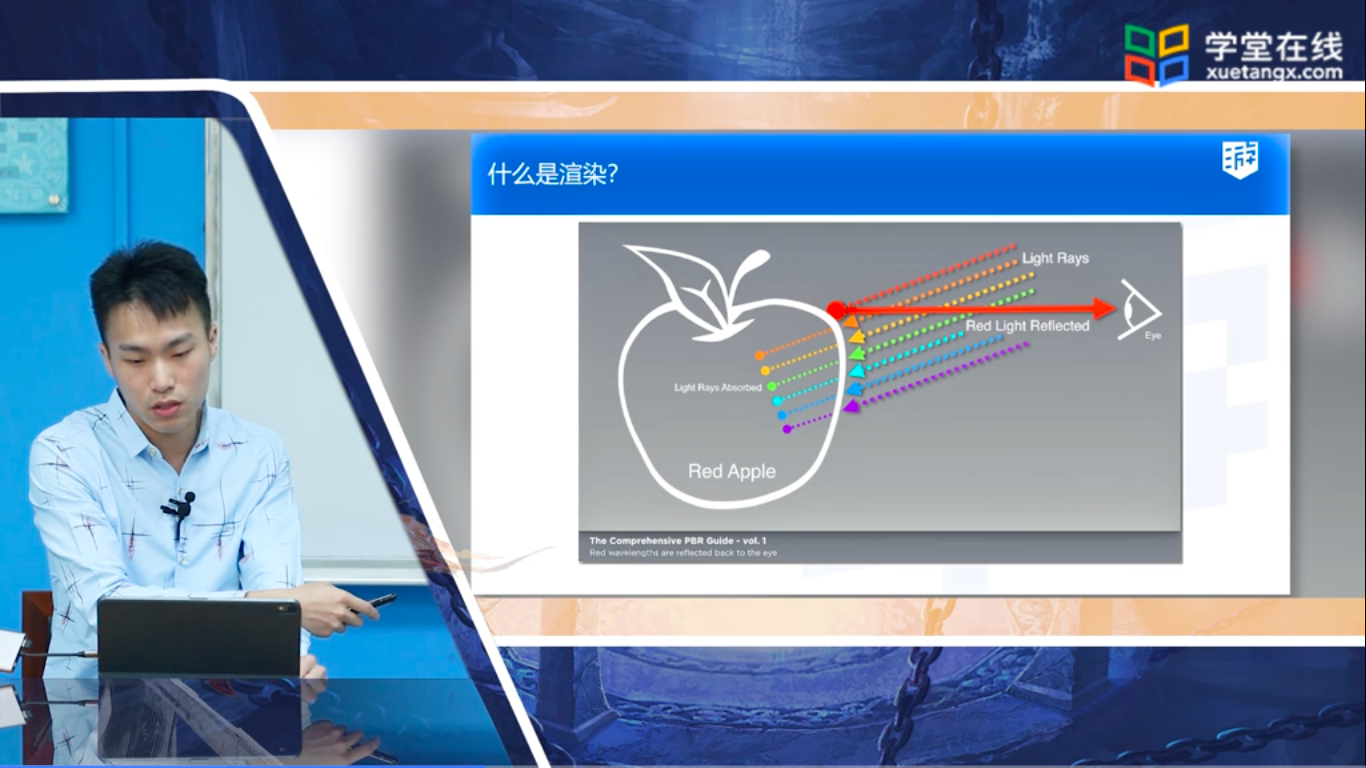 学堂在线
xuetangx.com
什么是渲染?
Light Rays
Red Light Reflected
Eye
Light Rays Absorbed
Red Apple
The Comprehensive PBR Guide - vol. 1
Red wavelengths are reflected back to the eye